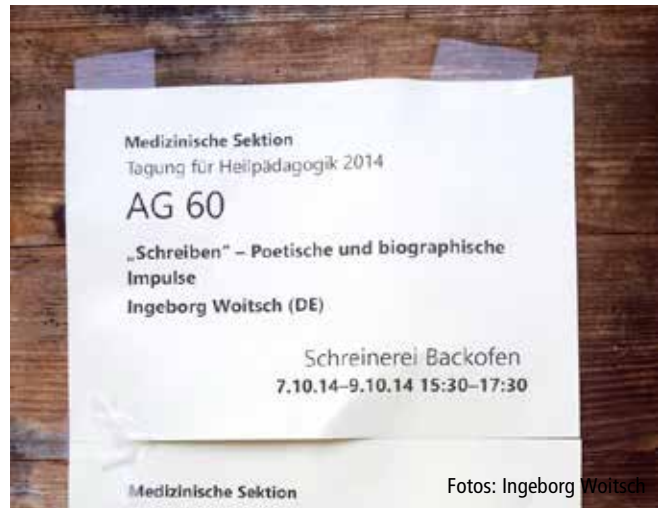 Medizinische Sektion
Tagung für Heilpädagogik 2014
AG 60
„Schreiben“ – Poetische und biographische
Impulse
Ingeborg Woitsch (DE)
Schreinerei Backofen
7.10.14–9.10.14 15:30–17:30
Medizinische Sektion
Fotos: Ingeborg Woitsch